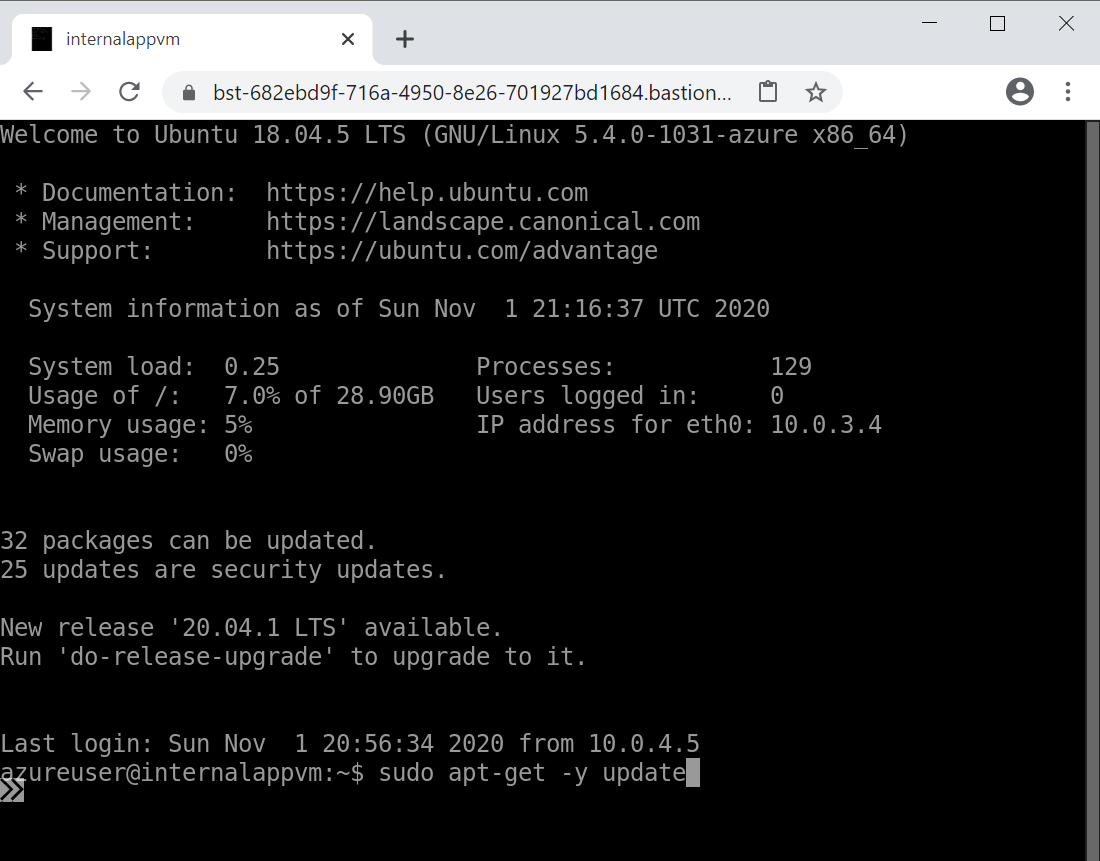 internalappvm
bst-682ebd9f-716a-4950-8e26-701927bd1684.bastion...
Welcome to Ubuntu 18.04.5 LTS (GNU/Linux 5.4.0-1031-azure x86_64)
* Documentation:  https://help.ubuntu.com
* Management:     https://landscape.canonical.com
* Support:        https://ubuntu.com/advantage
System information as of Sun Nov  1 21:16:37 UTC 2020
System load:  0.25              Processes:           129
Usage of /:   7.0% of 28.90GB   Users logged in:     0
Memory usage: 5%                IP address for eth0: 10.0.3.4
Swap usage:   0%
32 packages can be updated.
25 updates are security updates.
New release '20.04.1 LTS' available.
Run 'do-release-upgrade' to upgrade to it.
Last login: Sun Nov  1 20:56:34 2020 from 10.0.4.5
azureuser@internalappvm:~$ sudo apt-get -y update